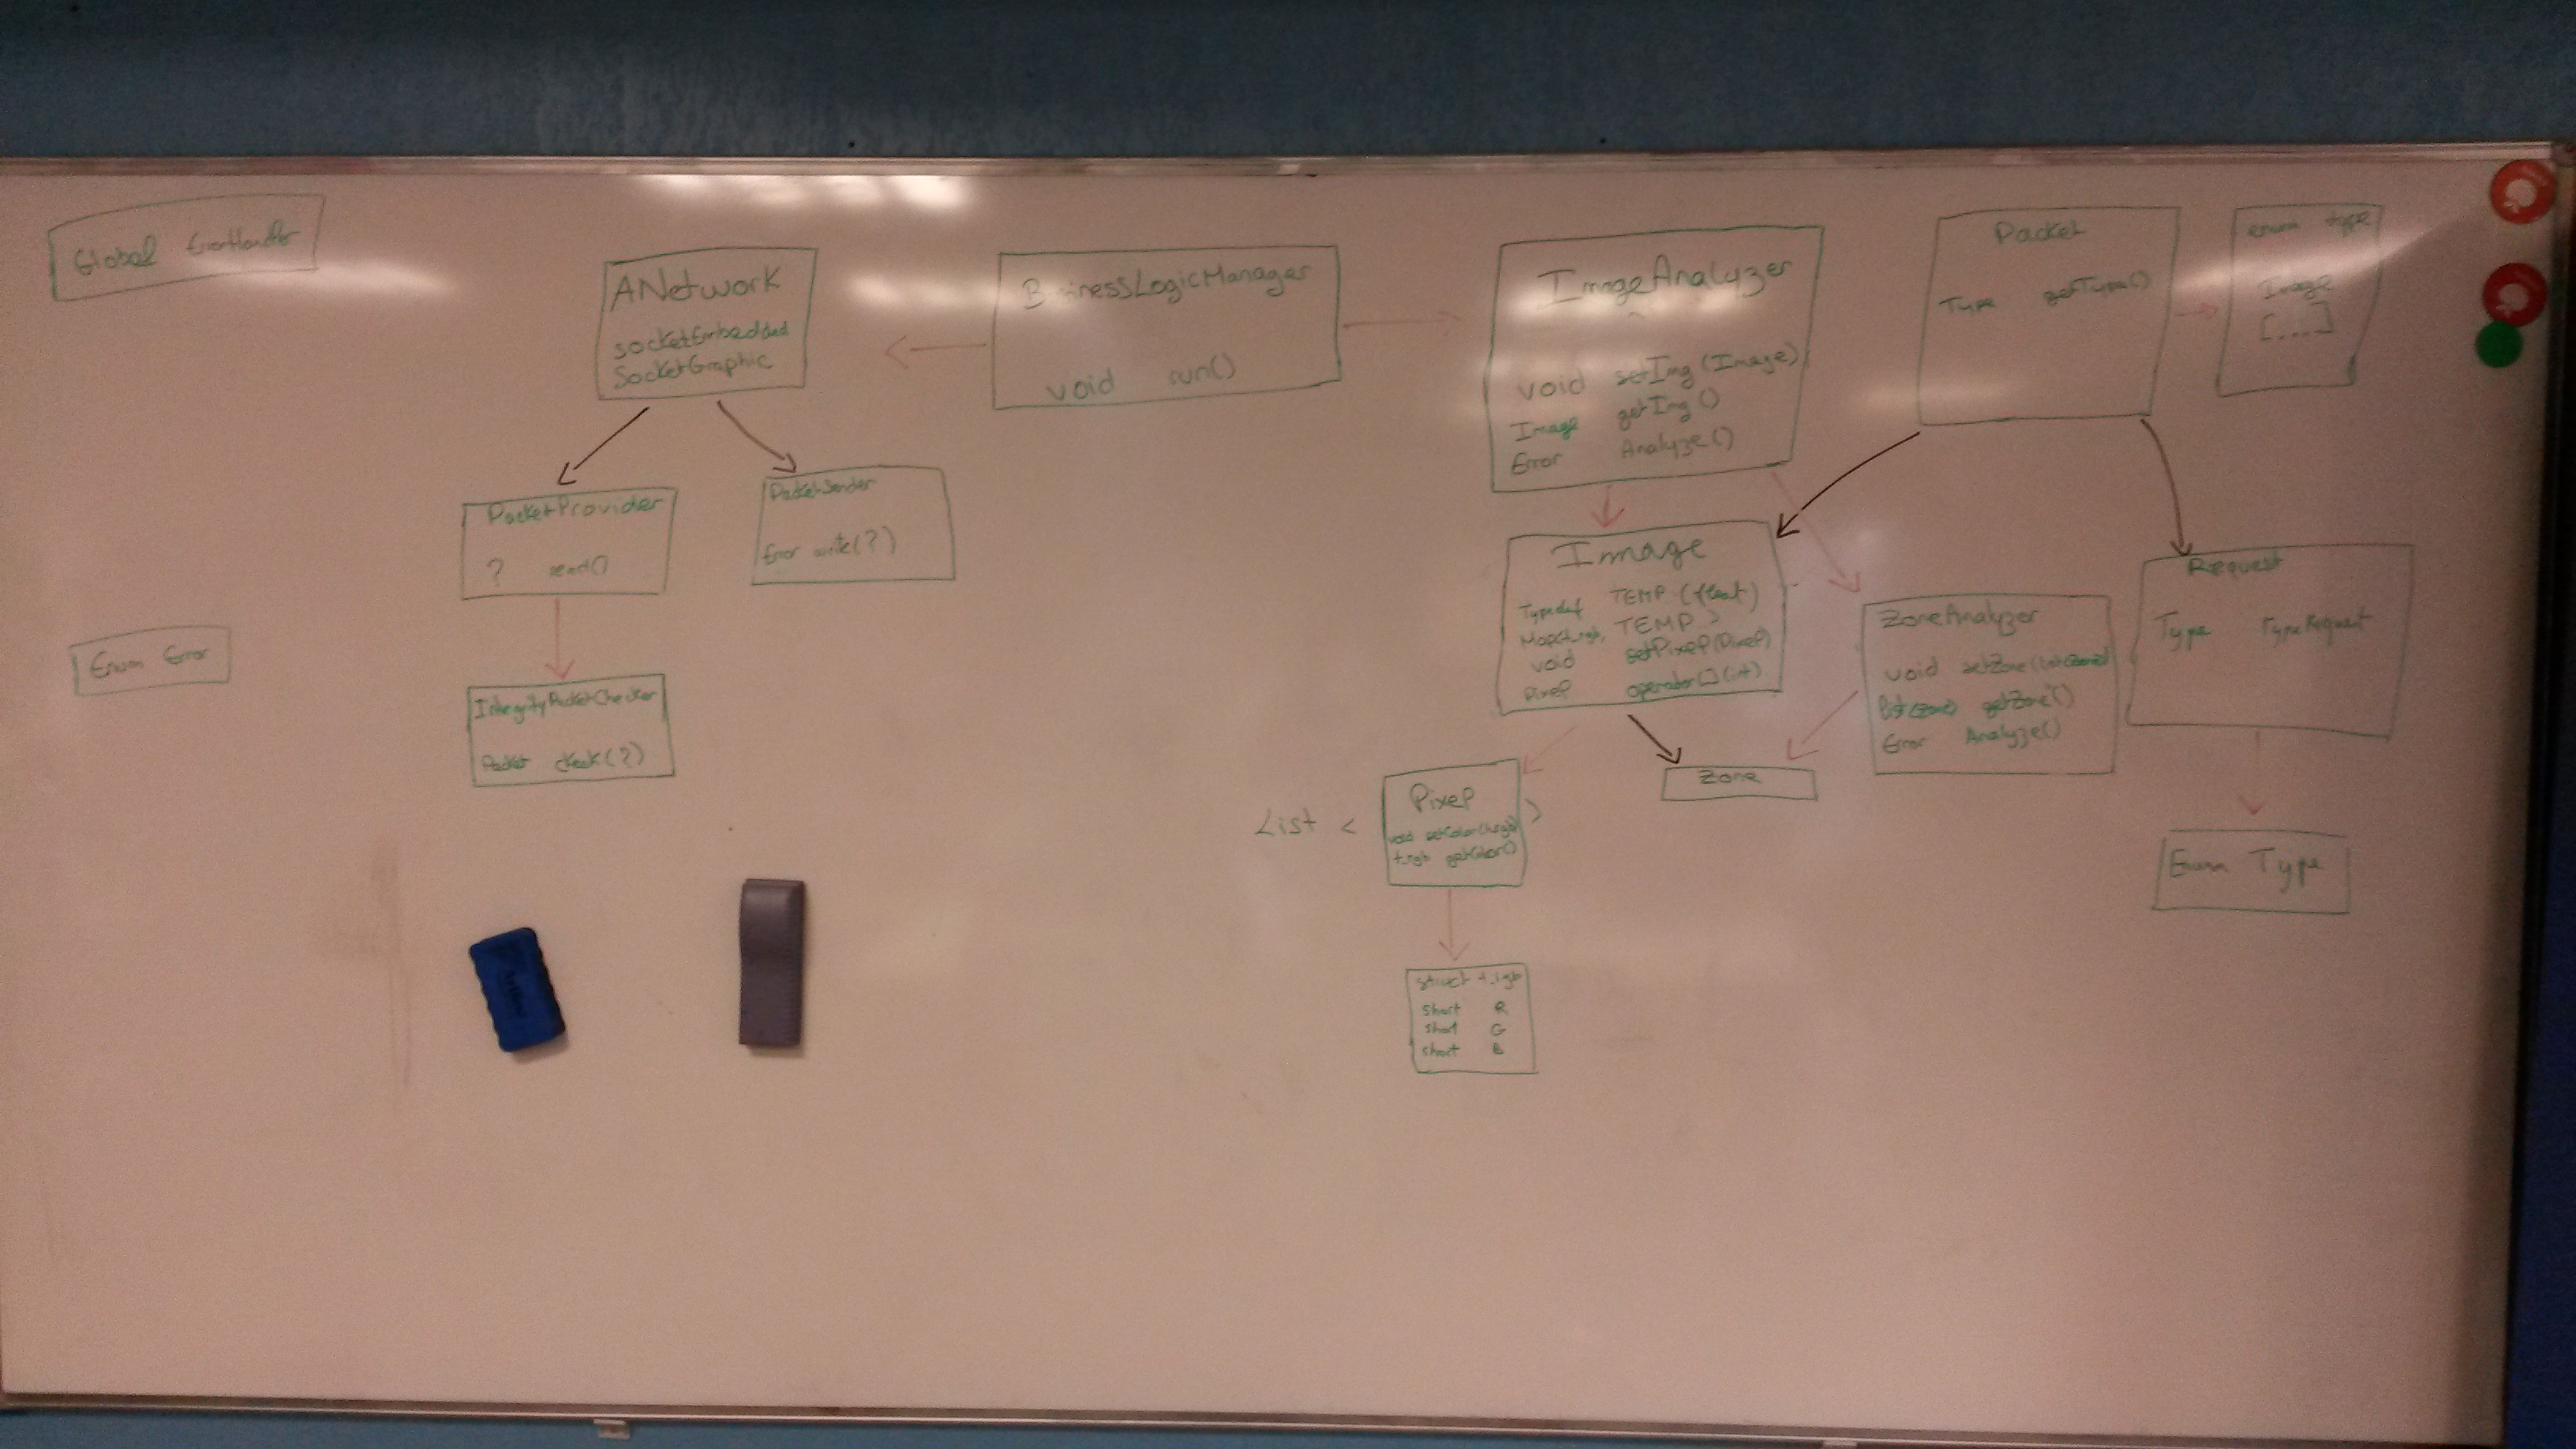 Global ErrorHandler
ANetwork
socketEmbedded
SocketGraphic
BusinessLogicManager
void run()
ImageAnalyzer
void setImg (Image)
Image getImg ()
Error Analyze()
Packet
Type getType()
enum type
Image
[....]
PacketProvider
? read()
PacketSender
Error write(?)
Image
Typedef TEMP (float)
Map<t_rgb, TEMP >
void setPixel(Pixel)
Pixel operator[](int)
ZoneAnalyzer
void setZone(List<Zone>)
List<Zone> getZone()
Error Analyze()
Request
Type TypeRequest
Enum Error
IntegrityPacketChecker
Packet check(?)
List < Pixel >
void setColor(t_rgb)
t_rgb getColor()
Zone
Enum Type
struct t_rgb
short R
short G
short B